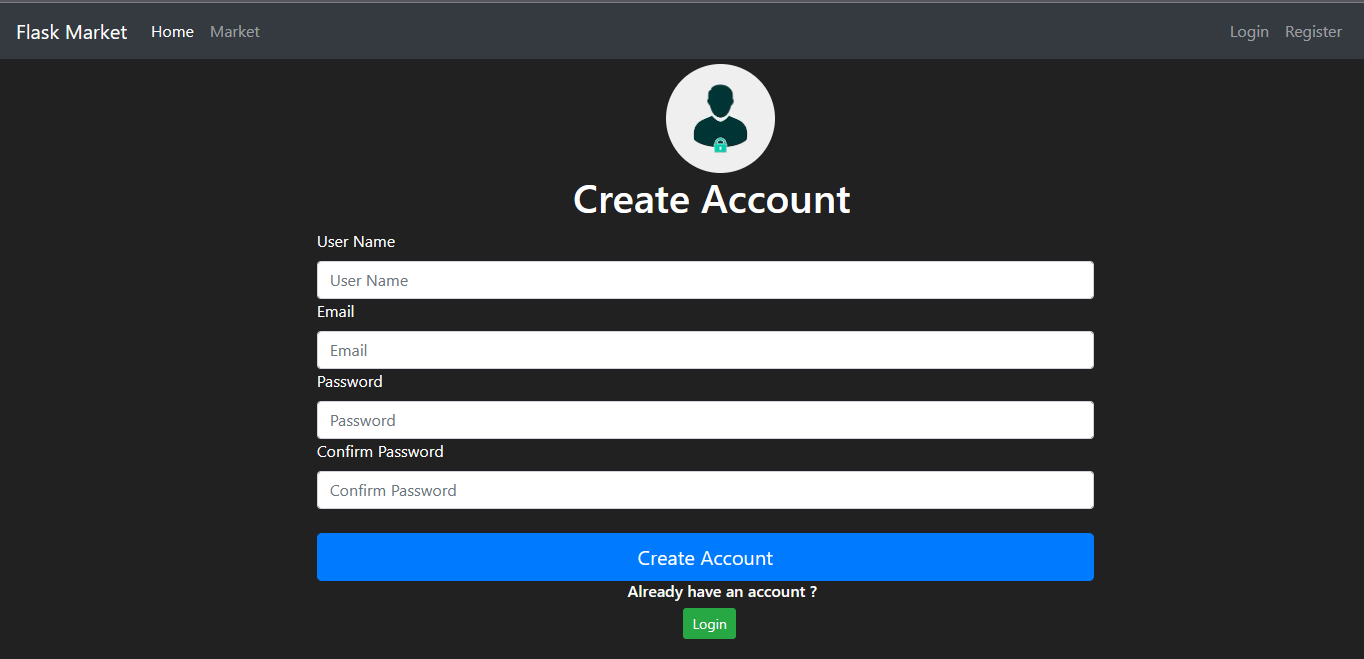 Flask Market Home Market Login Register
Create Account
User Name
User Name
Email
Email
Password
Password
Confirm Password
Confirm Password
Create Account
Already have an account ?
Login